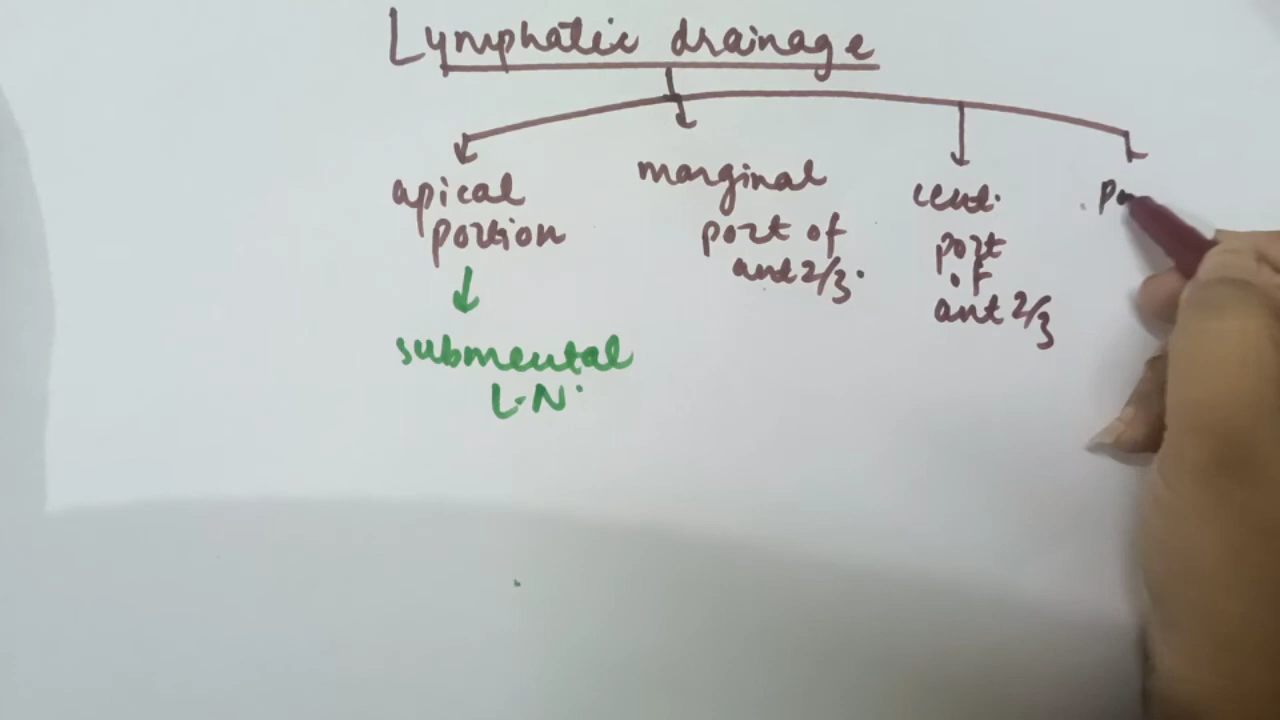 Lymphatic drainage
apical
portion
submental
L.N.
marginal
part of
ant 2/3.
cent.
part
of
ant 2/3